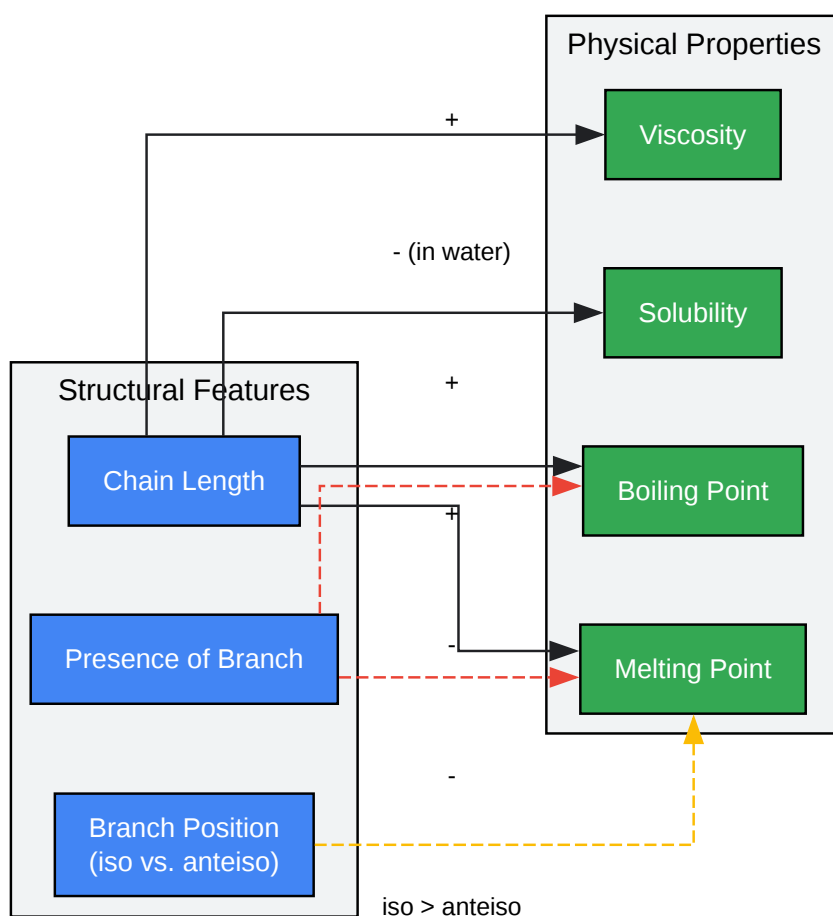 Physical Properties
+
Viscosity
- (in water)
Solubility
Structural Features
+
Chain Length
Boiling Point
+
Presence of Branch
-
Melting Point
-
Branch Position
(iso vs. anteiso)
iso > anteiso